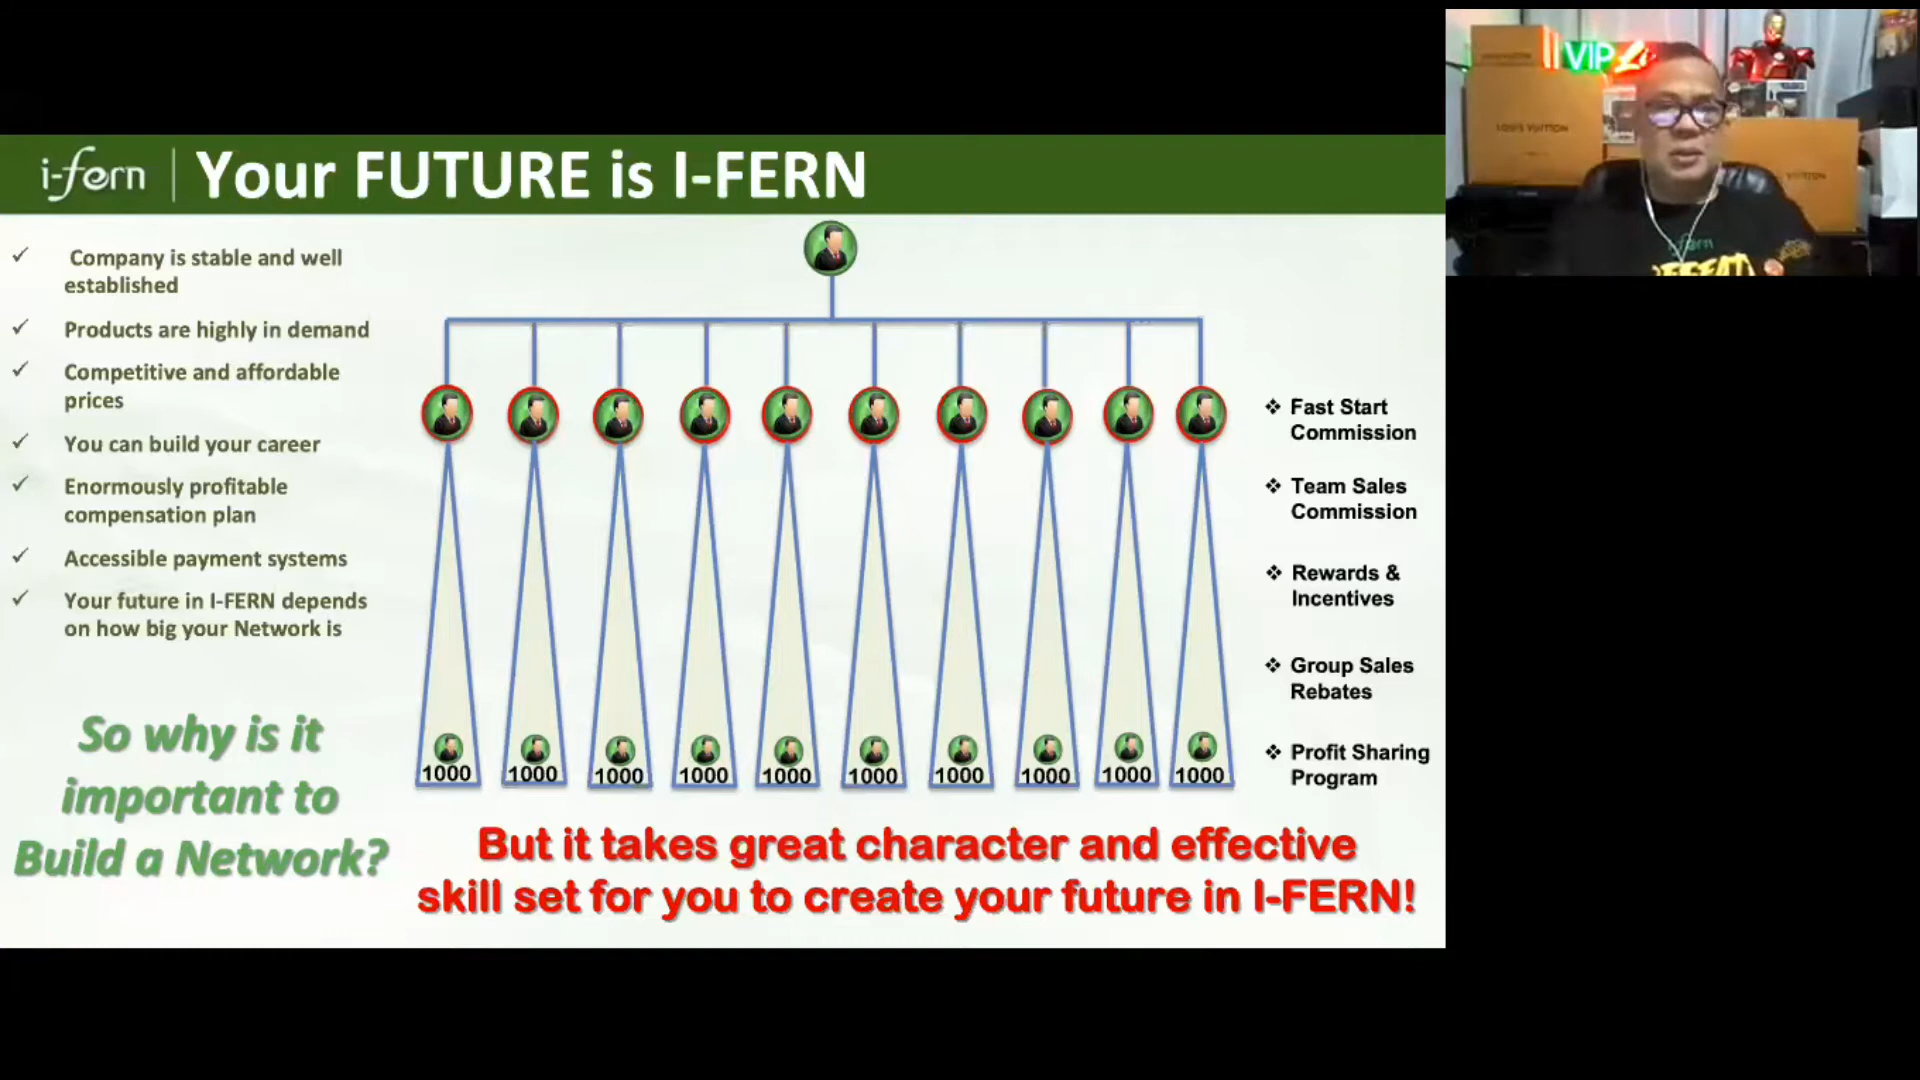 i-fern
Your FUTURE is I-FERN
✓ Company is stable and well
established
✓ Products are highly in demand
✓ Competitive and affordable
prices
✓ You can build your career
✓ Enormously profitable
compensation plan
✓ Accessible payment systems
✓ Your future in I-FERN depends
on how big your Network is
So why is it
important to
Build a Network?
1000
1000
1000
1000
1000
1000
1000
1000
1000
1000
❖ Fast Start
Commission
❖ Team Sales
Commission
❖ Rewards &
Incentives
❖ Group Sales
Rebates
❖ Profit Sharing
Program
But it takes great character and effective
skill set for you to create your future in I-FERN!
VIP
LOUIS VUITTON
VUITTON
i-fern